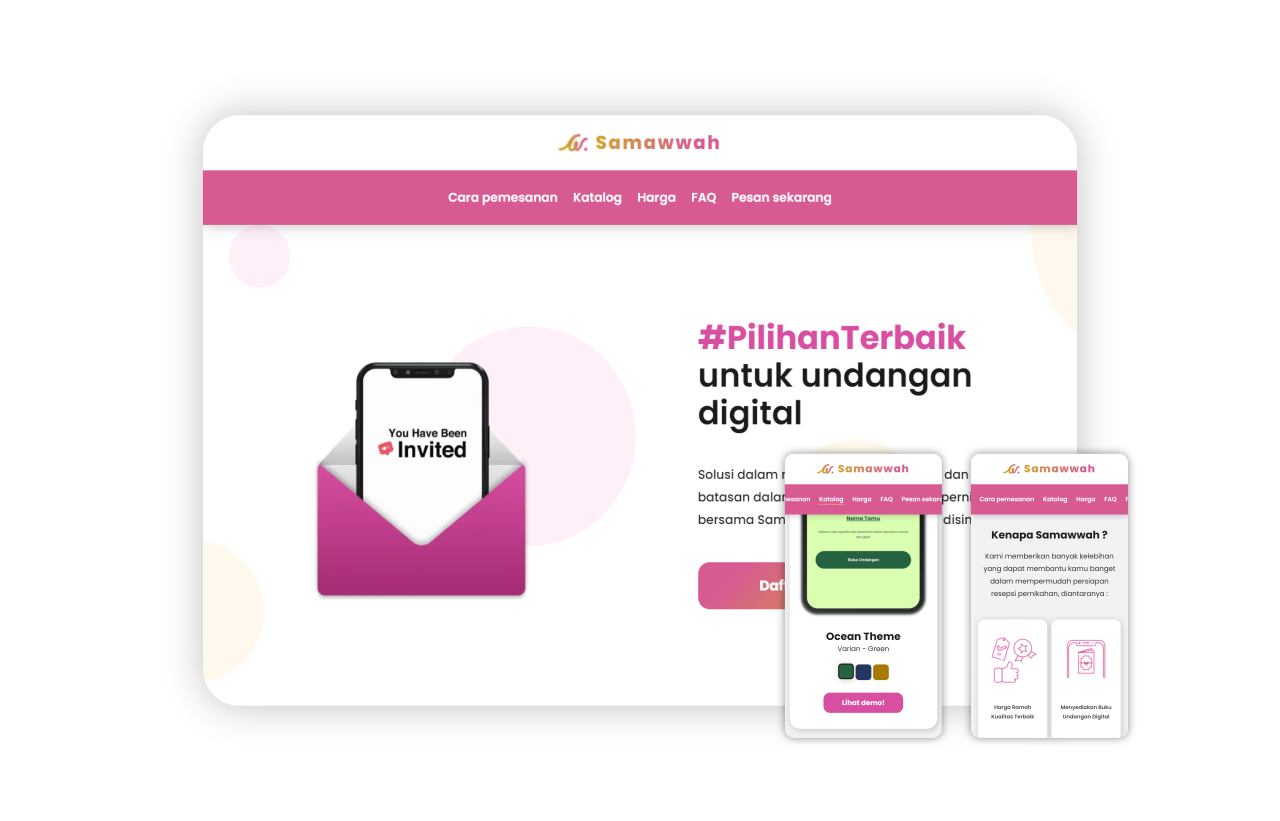 Samawwah
Cara pemesanan Katalog Harga FAQ Pesan sekarang
You Have Been
Invited
#PilihanTerbaik
untuk undangan
digital
Solusi dalam
dan
batasan
bersama
Samawwah
Katalog Harga FAQ Pesan
Nama Tamu
Buka Undangan
Ocean Theme
Varian - Green
Lihat demo!
Samawwah
Cara pemesanan Katalog Harga FAQ
Kenapa Samawwah ?
Kami memberikan banyak kelebihan
yang dapat membantu kamu banget
dalam mempermudah persiapan
resepsi pernikahan, diantaranya :
Harga Ramah
Kualitas Terbaik
Menyediakan Buku
Undangan Digital